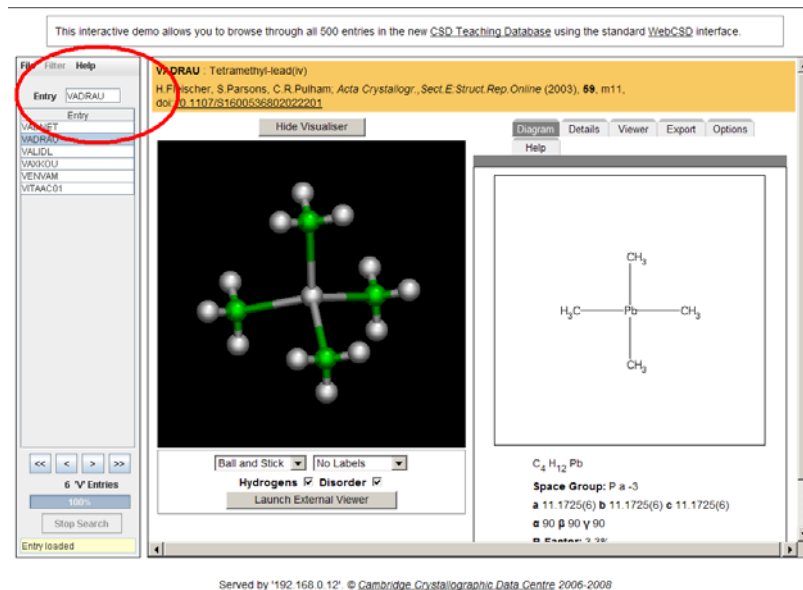 This interactive demo allows you to browse through all 500 entries in the new CSD Teaching Database using the standard WebCSD interface.
File Filter Help
Entry VADRAU
Entry
VADRAU
VALIDL
VAXKOU
VENVAM
VITAAC01
<< < > >>
6 'V' Entries
100%
Stop Search
Entry loaded
VADRAU : Tetramethyl-lead(iv)
H.Fleischer, S.Parsons, C.R.Pulham; Acta Crystallogr.,Sect.E:Struct.Rep.Online (2003), 59, m11,
doi:10.1107/S1600536802022201
Hide Visualiser
Ball and Stick No Labels
Hydrogens Disorder
Launch External Viewer
Diagram Details Viewer Export Options
Help
CH3
H3C Pb CH3
CH3
C4 H12 Pb
Space Group: P a -3
a 11.1725(6) b 11.1725(6) c 11.1725(6)
α 90 β 90 γ 90
R-Factor: 3.3%
Served by '192.168.0.12'. © Cambridge Crystallographic Data Centre 2006-2008